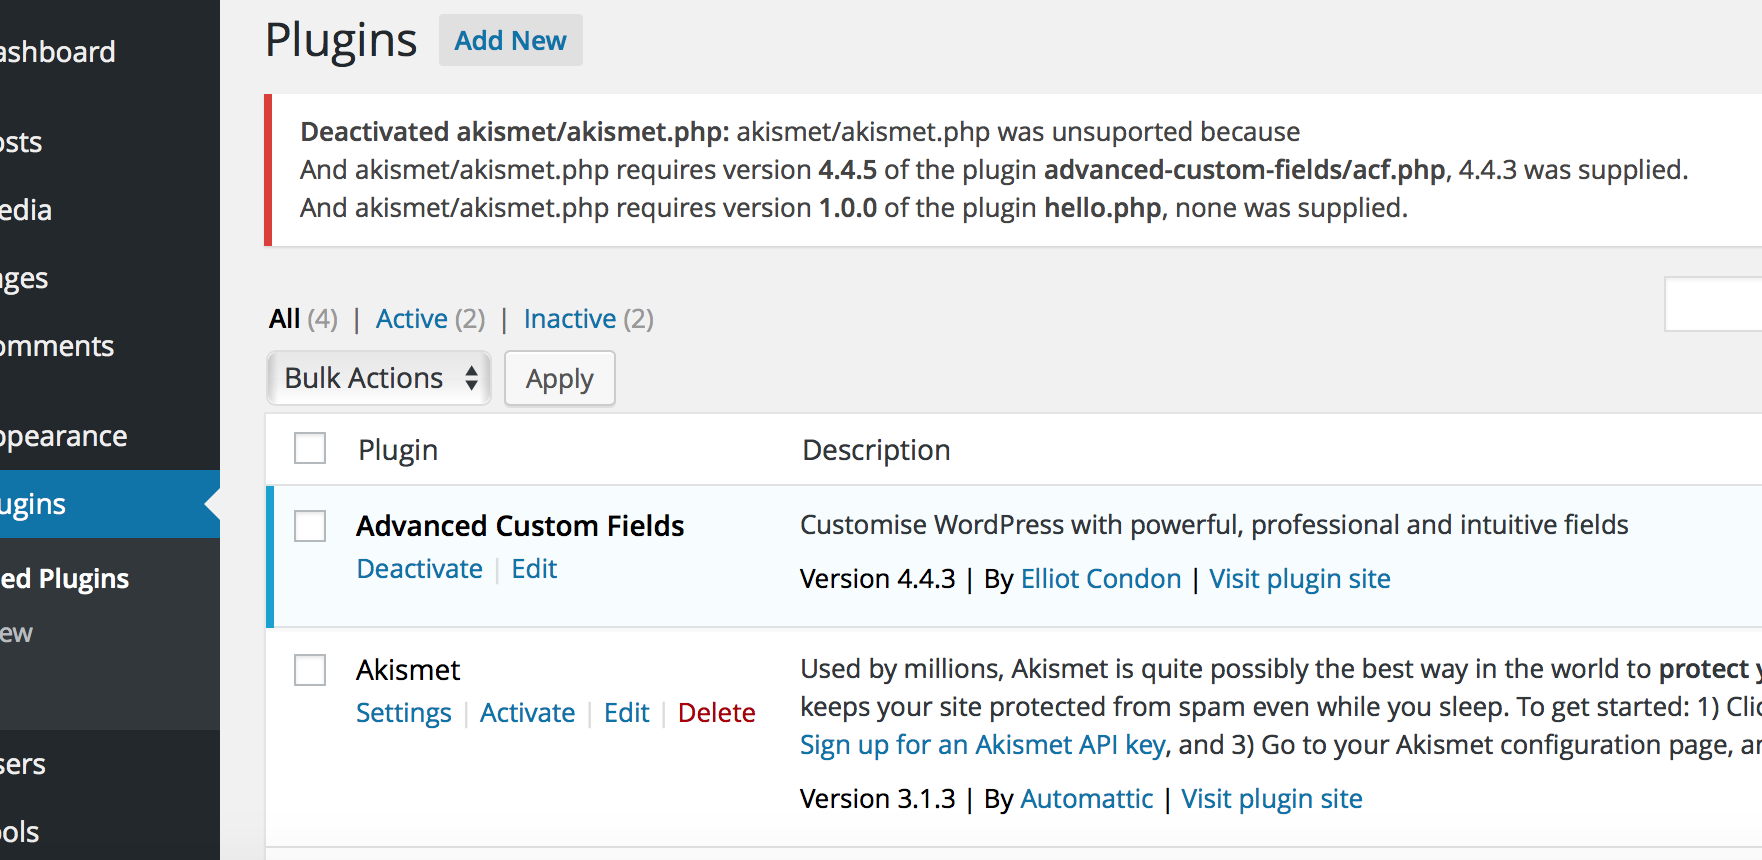 Plugins Add New
Deactivated akismet/akismet.php: akismet/akismet.php was unsuported because
And akismet/akismet.php requires version 4.4.5 of the plugin advanced-custom-fields/acf.php, 4.4.3 was supplied.
And akismet/akismet.php requires version 1.0.0 of the plugin hello.php, none was supplied.
ashboard
osts
edia
ages
omments
ppearance
ugins
ed Plugins
ew
sers
ools
All (4) | Active (2) | Inactive (2)
Bulk Actions Apply
Plugin Description
Advanced Custom Fields
Deactivate | Edit
Customise WordPress with powerful, professional and intuitive fields
Version 4.4.3 | By Elliot Condon | Visit plugin site
Akismet
Settings | Activate | Edit | Delete
Used by millions, Akismet is quite possibly the best way in the world to protect y
keeps your site protected from spam even while you sleep. To get started: 1) Clic
Sign up for an Akismet API key, and 3) Go to your Akismet configuration page, a
Version 3.1.3 | By Automattic | Visit plugin site